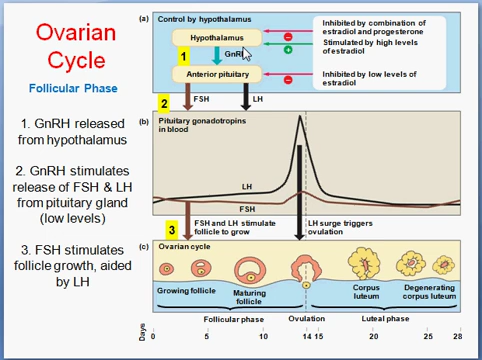 Ovarian
Cycle
Follicular Phase
1. GnRH released
from hypothalamus
2. GnRH stimulates
release of FSH & LH
from pituitary gland
(low levels)
3. FSH stimulates
follicle growth, aided
by LH
(a)
Control by hypothalamus
Hypothalamus
1
GnRH
Anterior pituitary
Inhibited by combination of
estradiol and progesterone
Stimulated by high levels
of estradiol
Inhibited by low levels of
estradiol
2
FSH
LH
(b)
Pituitary gonadotropins
in blood
LH
FSH
3
FSH and LH stimulate
follicle to grow
LH surge triggers
ovulation
(c)
Ovarian cycle
Growing follicle
Maturing
follicle
Corpus
luteum
Degenerating
corpus luteum
Follicular phase
Ovulation
Luteal phase
Days
0
5
10
14 15
20
25
28